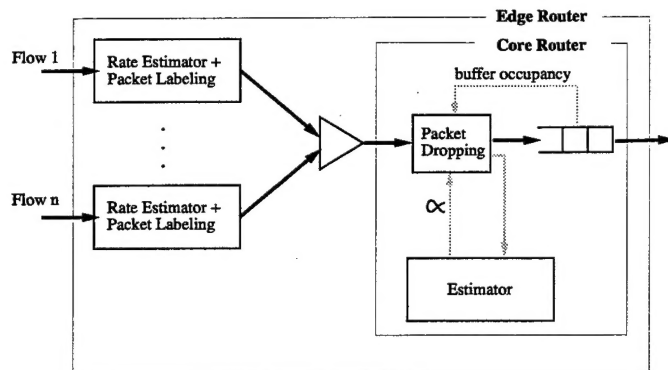 Edge Router
Core Router
Flow 1
Rate Estimator +
Packet Labeling
buffer occupancy
Packet
Dropping
Flow n
Rate Estimator +
Packet Labeling
∝
Estimator